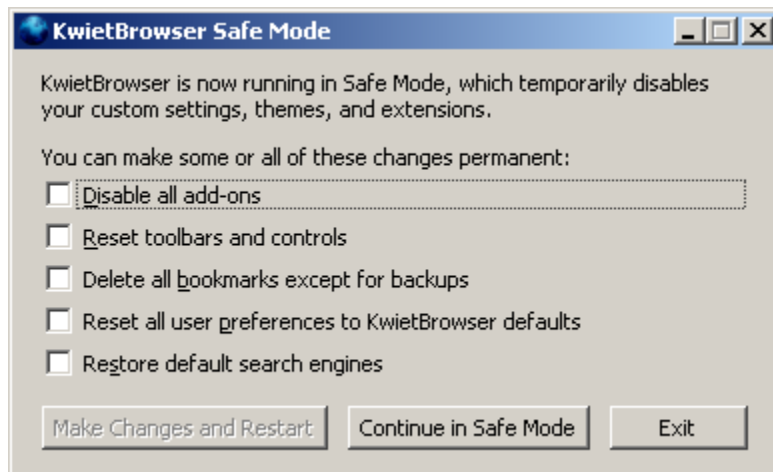 KwietBrowser Safe Mode
KwietBrowser is now running in Safe Mode, which temporarily disables
your custom settings, themes, and extensions.
You can make some or all of these changes permanent:
Disable all add-ons
Reset toolbars and controls
Delete all bookmarks except for backups
Reset all user preferences to KwietBrowser defaults
Restore default search engines
Make Changes and Restart Continue in Safe Mode Exit